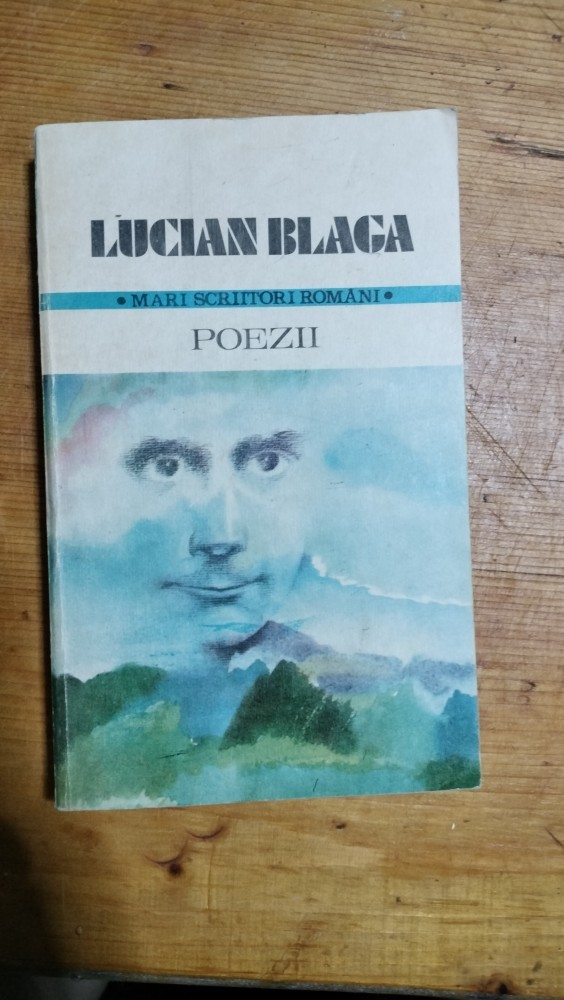 LUCIAN BLAGA
• MARI SCRIITORI ROMÂNI •
POEZII